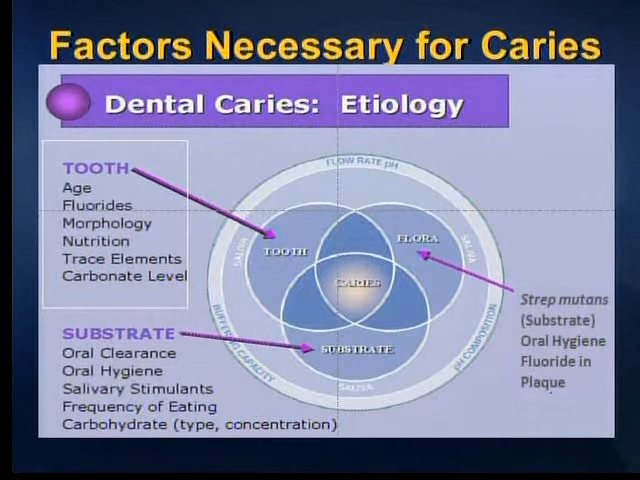 Factors Necessary for Caries
Dental Caries: Etiology
TOOTH
Age
Fluorides
Morphology
Nutrition
Trace Elements
Carbonate Level
SUBSTRATE
Oral Clearance
Oral Hygiene
Salivary Stimulants
Frequency of Eating
Carbohydrate (type, concentration)
FLOW RATE pH
SALIVA
TOOTH
FLORA
SALIVA
CARIES
SUBSTRATE
BUFFERING CAPACITY
pH COMPOSITION
SALIVA
Strep mutans
(Substrate)
Oral Hygiene
Fluoride in
Plaque